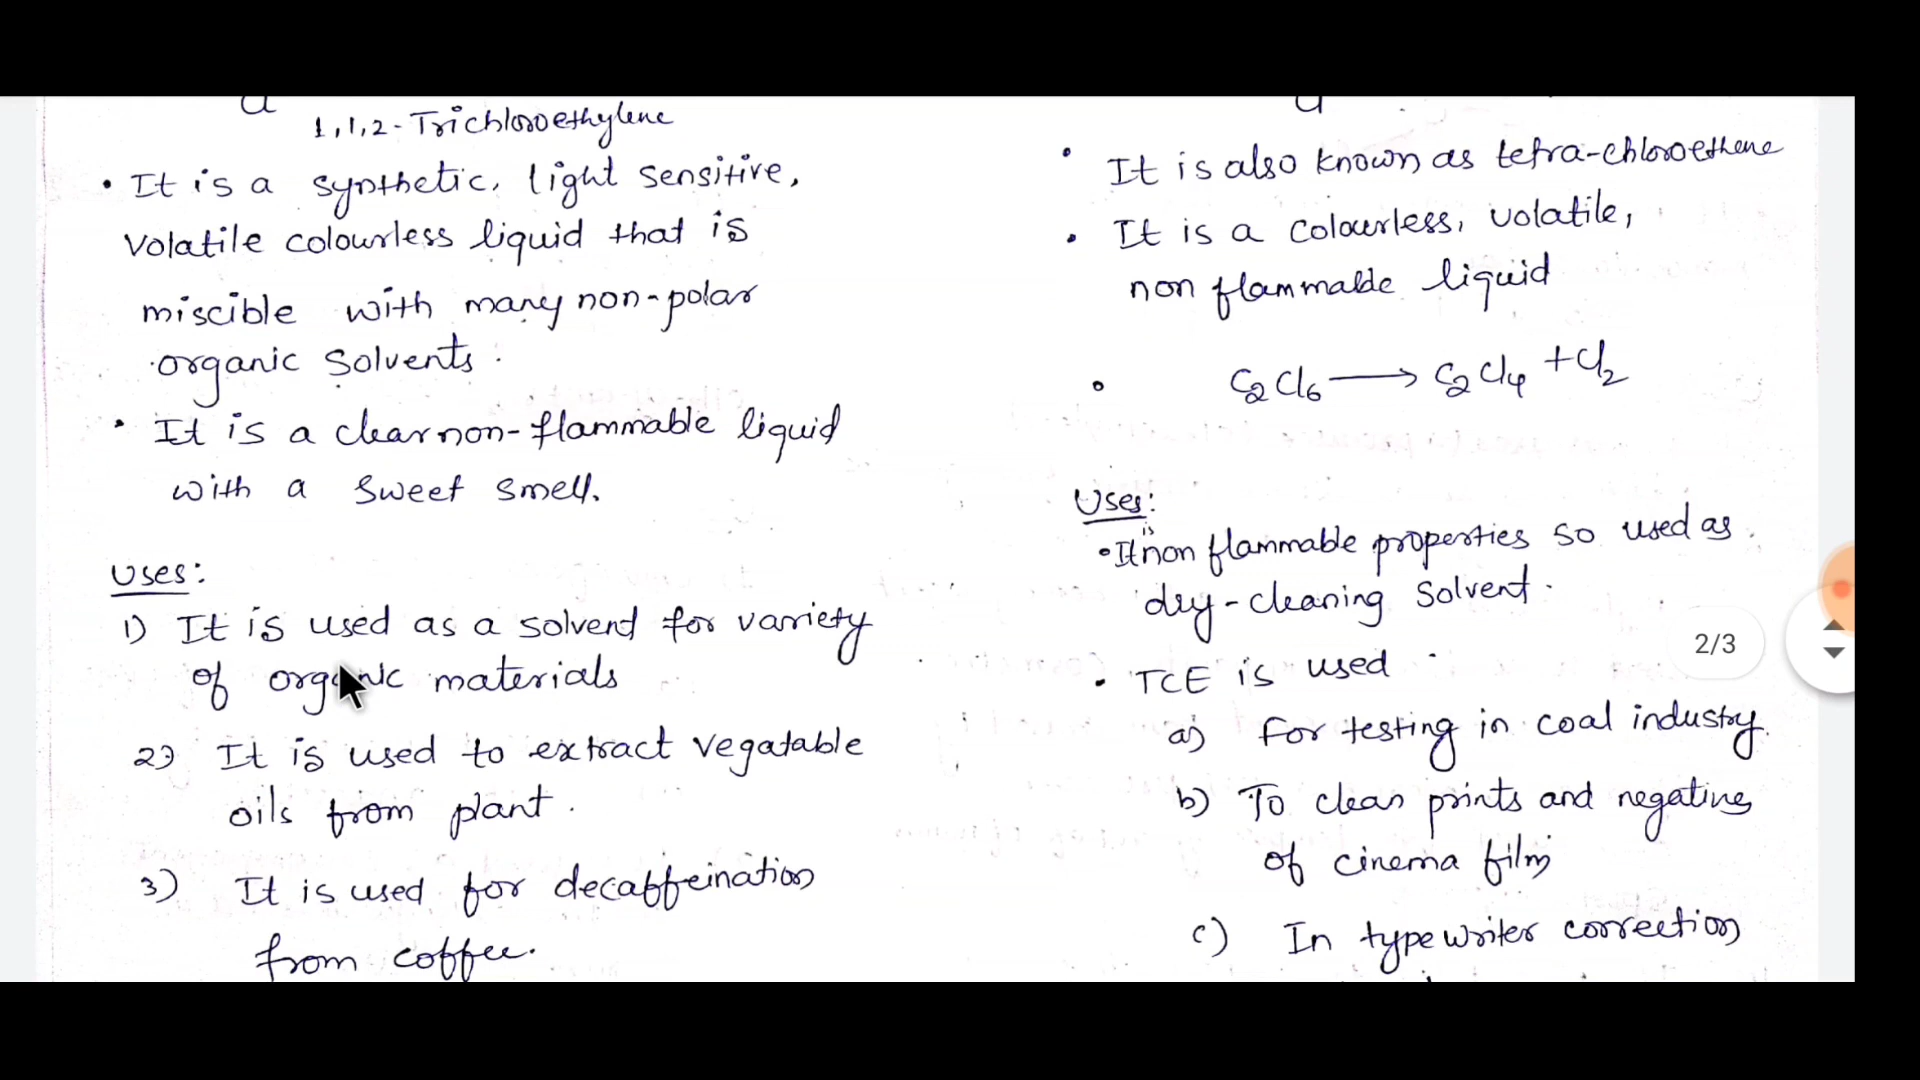 1,1,2-Trichloroethylene
• It is a synthetic, light sensitive,
volatile colourless liquid that is
miscible with many non-polar
organic solvents.
• It is a clear non-flammable liquid
with a sweet smell.
Uses:
1) It is used as a solvent for variety
of organic materials
2) It is used to extract vegatable
oils from plant.
3) It is used for decaffeination
from coffee.
• It is also known as tetra-chloroethene
• It is a colourless, volatile,
non flammable liquid
• C2Cl6 ⟶ C2Cl4 + Cl2
Uses:
• It is non flammable properties so used as
dry-cleaning solvent.
• TCE is used
a) For testing in coal industry.
b) To clean prints and negatives
of cinema film
c) In typewriter correction
2/3